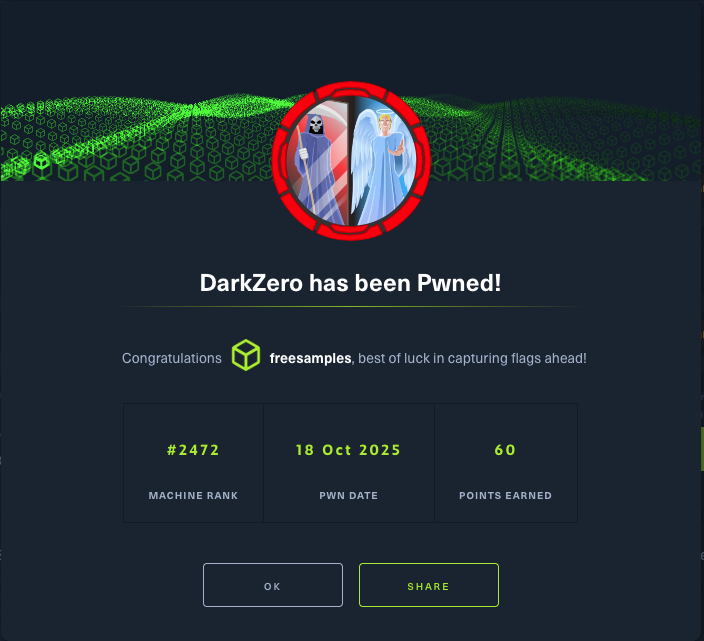 DarkZero has been Pwned!
Congratulations freesamples, best of luck in capturing flags ahead!
#2472 18 Oct 2025 60
MACHINE RANK PWN DATE POINTS EARNED
OK SHARE